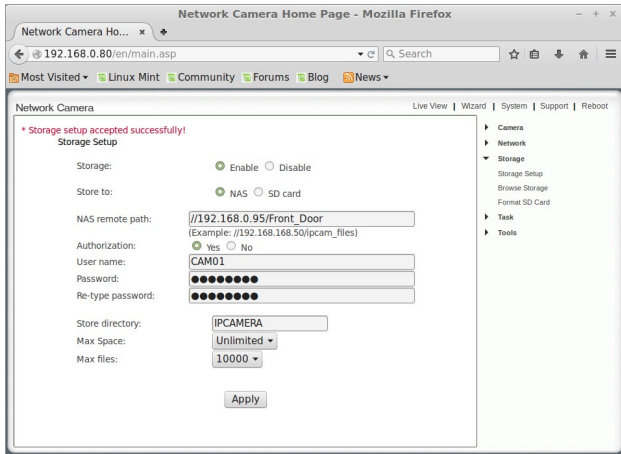 Network Camera Home Page - Mozilla Firefox
Network Camera Ho...
192.168.0.80/en/main.asp
Search
Most Visited
Linux Mint
Community
Forums
Blog
News
Network Camera
Live View | Wizard | System | Support | Reboot
* Storage setup accepted successfully!
Storage Setup
Storage: Enable Disable
Store to: NAS SD card
NAS remote path: //192.168.0.95/Front_Door
(Example: //192.168.168.50/ipcam_files)
Authorization: Yes No
User name: CAM01
Password: ●●●●●●●●
Re-type password: ●●●●●●●●
Store directory: IPCAMERA
Max Space: Unlimited
Max files: 10000
Apply
Camera
Network
Storage
Storage Setup
Browse Storage
Format SD Card
Task
Tools